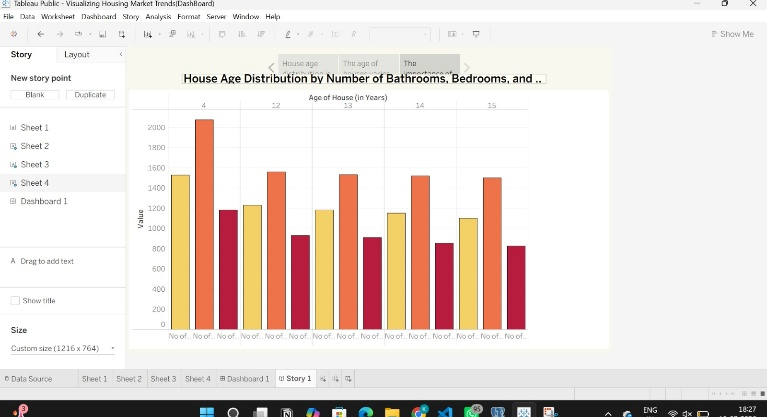 Tableau Public - Visualizing Housing Market Trends(DashBoard)
File Data Worksheet Dashboard Story Analysis Format Server Window Help
Show Me
Story Layout
New story point
Blank Duplicate
Sheet 1
Sheet 2
Sheet 3
Sheet 4
Dashboard 1
A Drag to add text
Show title
Size
Custom size (1216 x 764)
House age
The age of
The
House Age Distribution by Number of Bathrooms, Bedrooms, and ..
Age of House (in Years)
4 12 13 14 15
Value
2000
1800
1600
1400
1200
1000
800
600
400
200
0
No of.. No of.. No of.. No of.. No of.. No of.. No of.. No of.. No of.. No of.. No of.. No of.. No of.. No of.. No of..
Data Source Sheet 1 Sheet 2 Sheet 3 Sheet 4 Dashboard 1 Story 1
3
ENG
18:27